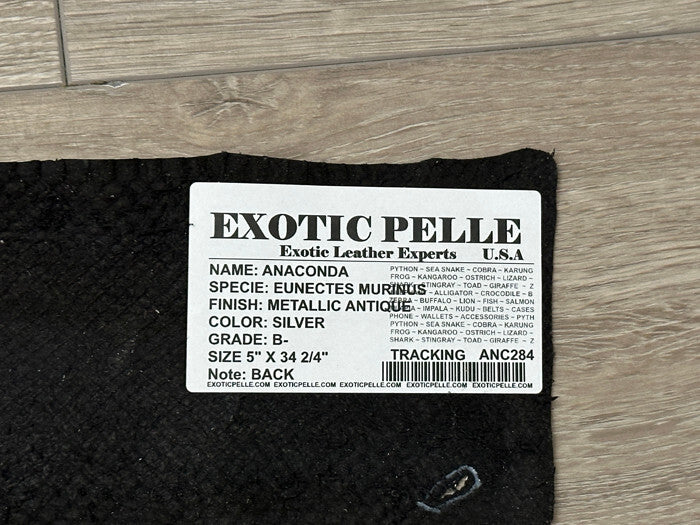 EXOTIC PELLE
Exotic Leather Experts U.S.A
NAME: ANACONDA
SPECIE: EUNECTES MURINUS
FINISH: METALLIC ANTIQUE
COLOR: SILVER
GRADE: B-
SIZE 5" X 34 2/4"
Note: BACK
PYTHON ~ SEA SNAKE ~ COBRA ~ KARUNG
FROG ~ KANGAROO ~ OSTRICH ~ LIZARD ~
SHARK ~ STINGRAY ~ TOAD ~ GIRAFFE ~ Z
ALLIGATOR ~ CROCODILE ~ B
ZEBRA ~ BUFFALO ~ LION ~ FISH ~ SALMON
IMPALA ~ KUDU ~ BELTS ~ CASES
PHONE ~ WALLETS ~ ACCESSORIES ~ PYTH
PYTHON ~ SEA SNAKE ~ COBRA ~ KARUNG
FROG ~ KANGAROO ~ OSTRICH ~ LIZARD ~
SHARK ~ STINGRAY ~ TOAD ~ GIRAFFE ~ Z
TRACKING ANC284
EXOTICPELLE.COM EXOTICPELLE.COM EXOTICPELLE.COM EXOTICPELLE.COM EXOTICPELLE.COM